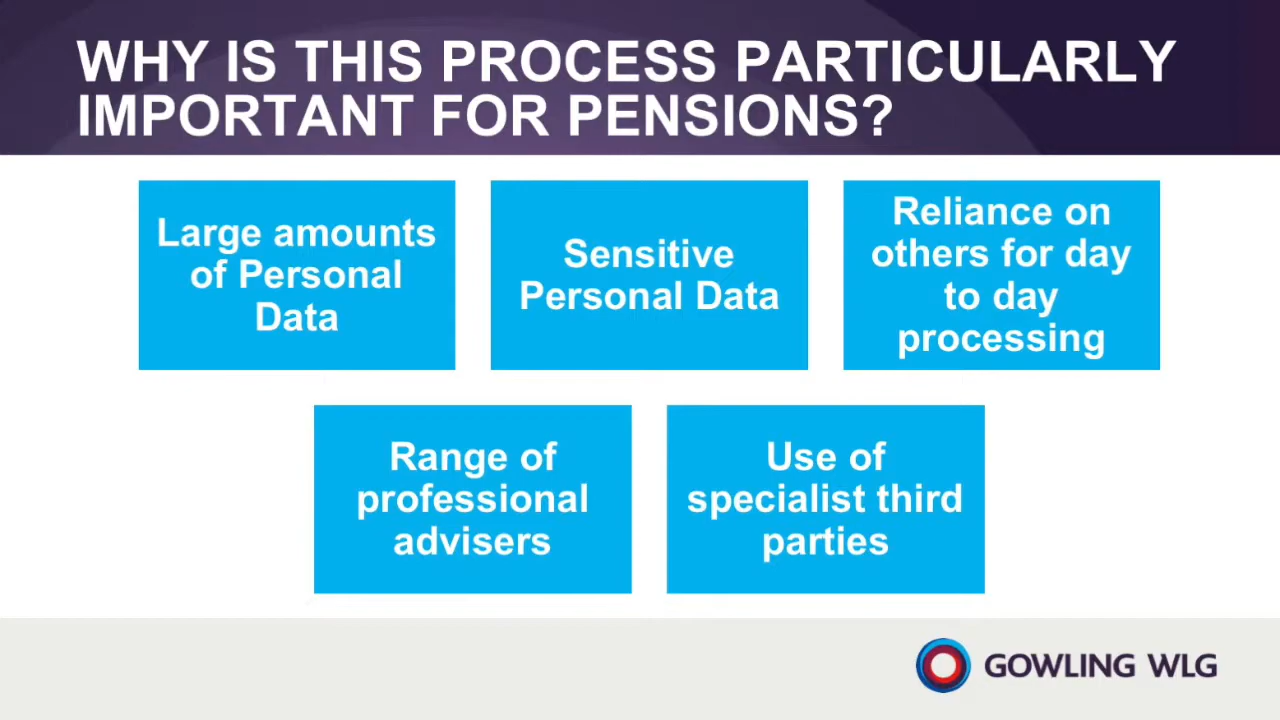 WHY IS THIS PROCESS PARTICULARLY
IMPORTANT FOR PENSIONS?
Large amounts
of Personal
Data
Sensitive
Personal Data
Reliance on
others for day
to day
processing
Range of
professional
advisers
Use of
specialist third
parties
GOWLING WLG